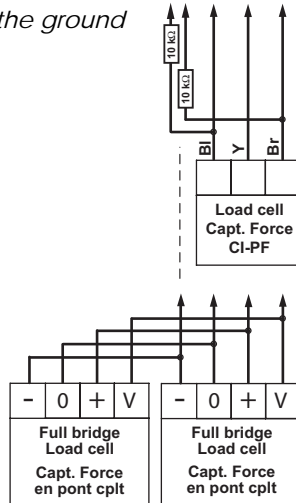 the ground
10 kΩ
10 kΩ
Bl
Y
Br
Load cell
Capt. Force
CI-PF
- 0 + V
- 0 + V
Full bridge
Load cell
Capt. Force
en pont cplt
Full bridge
Load cell
Capt. Force
en pont cplt